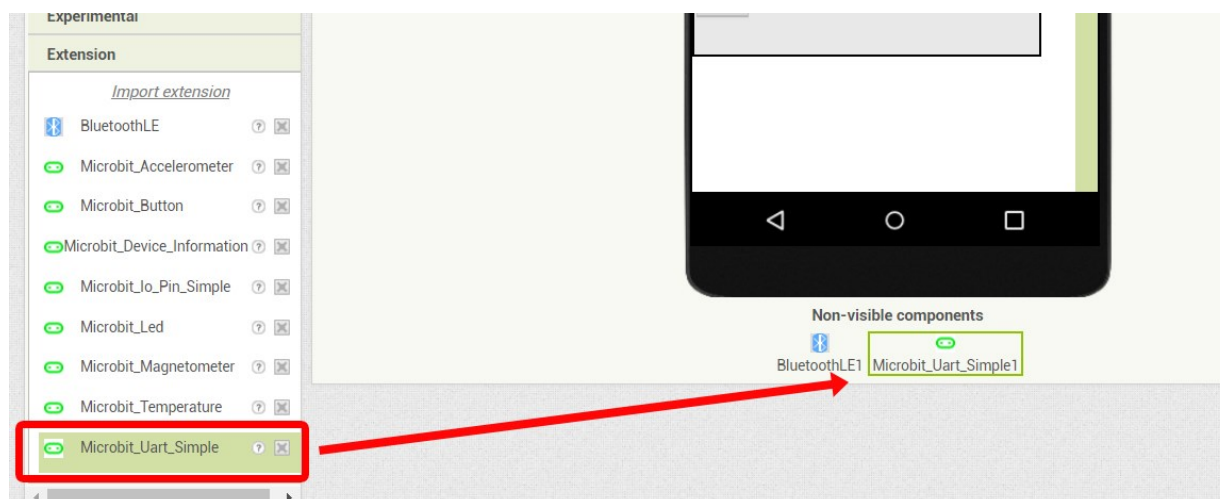 Experimental
Extension
Import extension
BluetoothLE
Microbit_Accelerometer
Microbit_Button
Microbit_Device_Information
Microbit_Io_Pin_Simple
Microbit_Led
Microbit_Magnetometer
Microbit_Temperature
Microbit_Uart_Simple
Non-visible components
BluetoothLE1
Microbit_Uart_Simple1